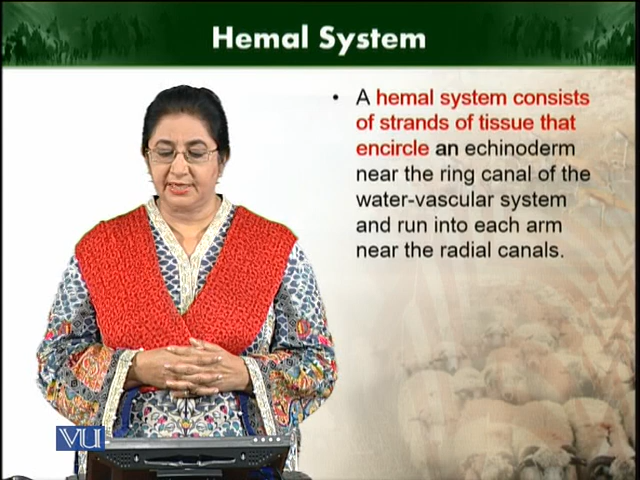 Hemal System
• A hemal system consists
of strands of tissue that
encircle an echinoderm
near the ring canal of the
water-vascular system
and run into each arm
near the radial canals.
VU